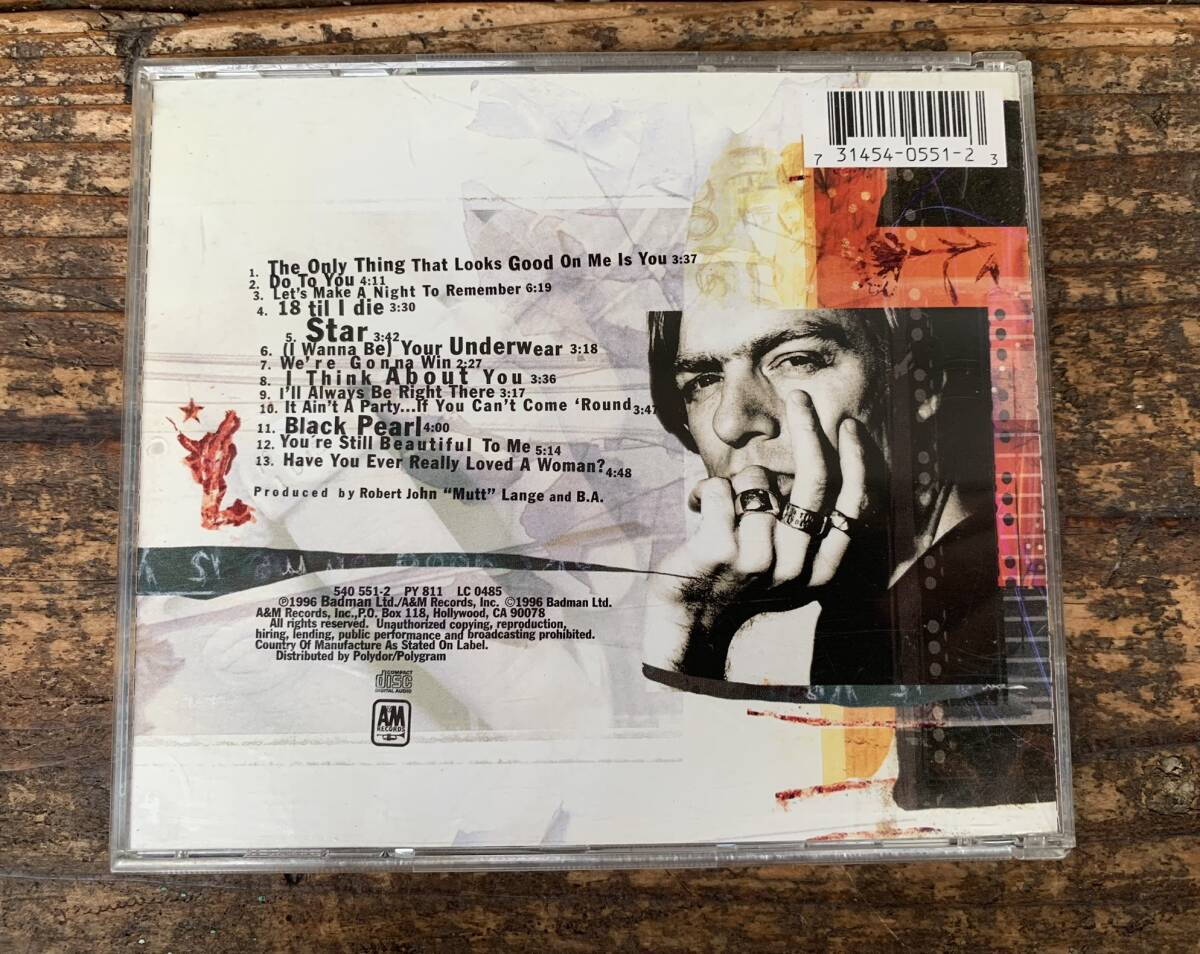 7 31454-0551-2 3
1. The Only Thing That Looks Good On Me Is You 3:37
2. Do To You 4:11
3. Let's Make A Night To Remember 6:19
4. 18 til I die 3:30
5. Star 3:42
6. (I Wanna Be) Your Underwear 3:18
7. We're Gonna Win 2:27
8. I Think About You 3:36
9. I'll Always Be Right There 3:17
10. It Ain't A Party...If You Can't Come 'Round 3:47
11. Black Pearl 4:00
12. You're Still Beautiful To Me 5:14
13. Have You Ever Really Loved A Woman? 4:48
Produced by Robert John "Mutt" Lange and B.A.
540 551-2 PY 811 LC 0485
℗1996 Badman Ltd./A&M Records, Inc. ©1996 Badman Ltd.
A&M Records, Inc.,P.O. Box 118, Hollywood, CA 90078
All rights reserved. Unauthorized copying, reproduction,
hiring, lending, public performance and broadcasting prohibited.
Country Of Manufacture As Stated On Label.
Distributed by Polydor/Polygram
COMPACT
disc
DIGITAL AUDIO
A&M
RECORDS